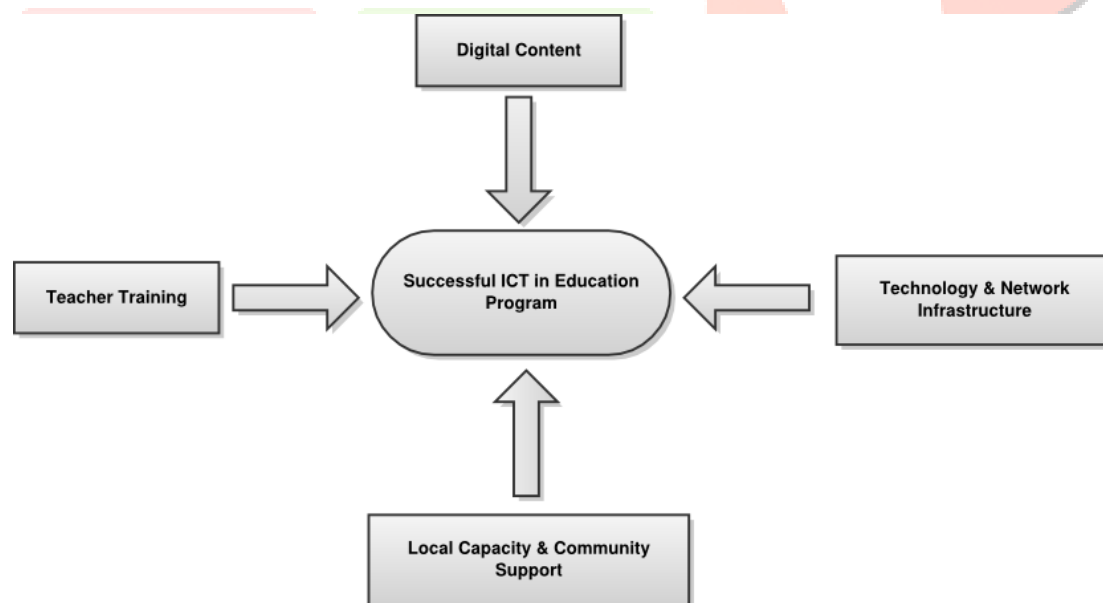 Digital Content
Teacher Training
Successful ICT in Education
Program
Technology & Network
Infrastructure
Local Capacity & Community
Support